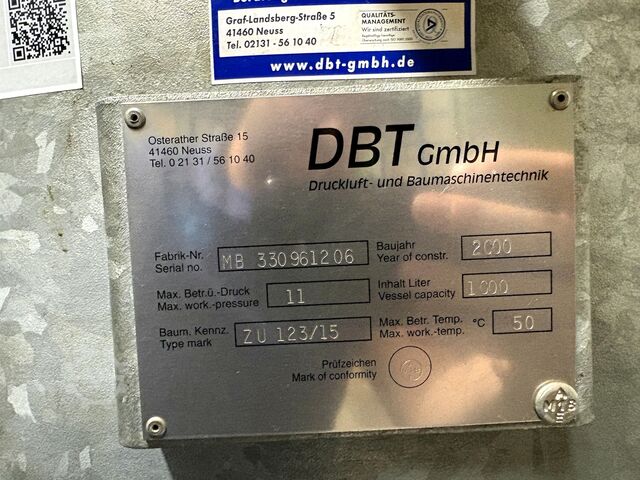 Graf-Landsberg-Straße 5
41460 Neuss
Tel. 02131 - 56 10 40
QUALITÄTS-
MANAGEMENT
Wir sind zertifiziert
www.dbt-gmbh.de
Osterather Straße 15
41460 Neuss
Tel. 0 21 31 / 56 10 40
DBT GmbH
Druckluft- und Baumaschinentechnik
Fabrik-Nr.
Serial no.
MB 330961206
Baujahr
Year of constr.
2000
Max. Betr.ü.-Druck
Max. work.-pressure
11
Inhalt Liter
Vessel capacity
1000
Baum. Kennz.
Type mark
ZU 123/15
Max. Betr. Temp.
Max. work.-temp.
°C
50
Prüfzeichen
Mark of conformity